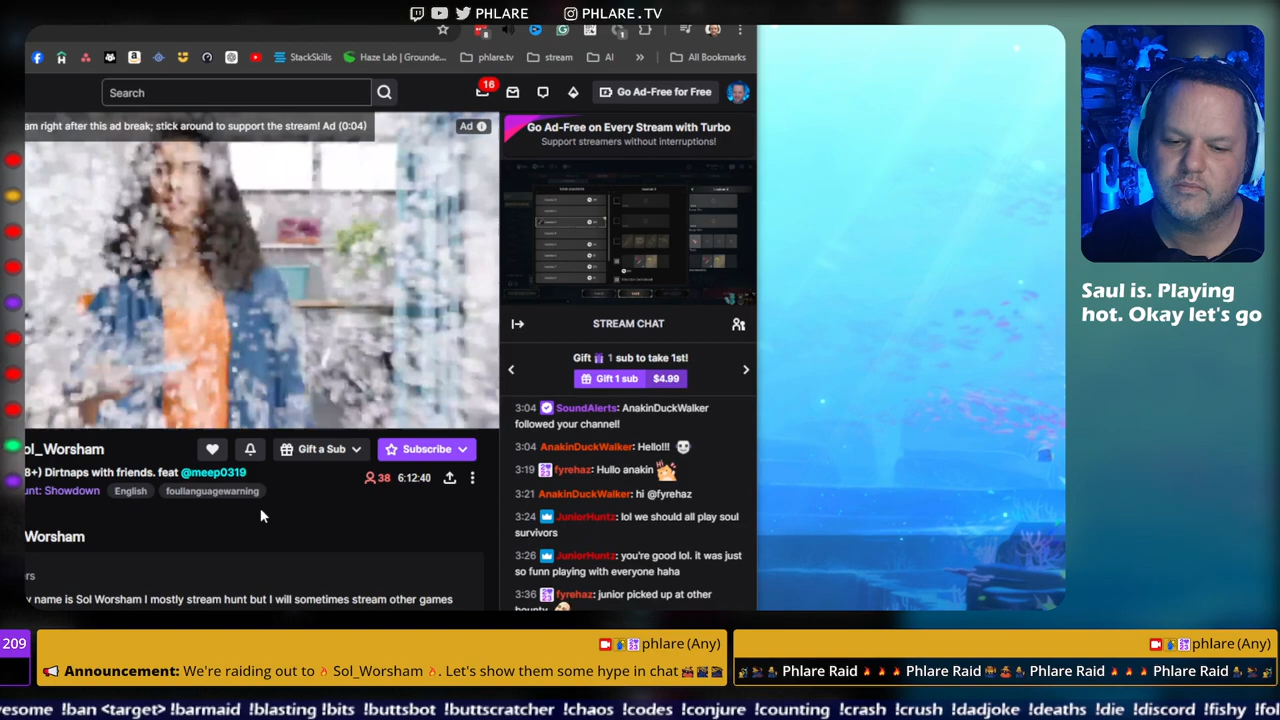 PHLARE
PHLARE.TV
StackSkills
Haze Lab | Grounde...
phlare.tv
stream
AI
All Bookmarks
Search
16
Go Ad-Free for Free
am right after this ad break; stick around to support the stream! Ad (0:04)
Ad
Go Ad-Free on Every Stream with Turbo
Support streamers without interruptions!
STREAM CHAT
Gift 1 sub to take 1st!
Gift 1 sub $4.99
3:04 SoundAlerts: AnakinDuckWalker
followed your channel!
3:04 AnakinDuckWalker: Hello!!!
3:19 fyrehaz: Hullo anakin
3:21 AnakinDuckWalker: hi @fyrehaz
3:24 JuniorHuntz: lol we should all play soul
survivors
3:26 JuniorHuntz: you're good lol. it was just
so funn playing with everyone haha
3:36 fyrehaz: junior picked up at other
bounty
ol_Worsham
Gift a Sub
Subscribe
8+) Dirtnaps with friends. feat @meep0319
38 6:12:40
unt: Showdown English foullanguagewarning
Worsham
rs
y name is Sol Worsham I mostly stream hunt but I will sometimes stream other games
Saul is. Playing
hot. Okay let's go
209
phlare (Any)
Announcement: We're raiding out to Sol_Worsham. Let's show them some hype in chat
phlare (Any)
Phlare Raid Phlare Raid Phlare Raid Phlare Raid
esome !ban <target> !barmaid !blasting !bits !buttsbot !buttscratcher !chaos !codes !conjure !counting !crash !crush !dadjoke !deaths !die !discord !fishy !fol